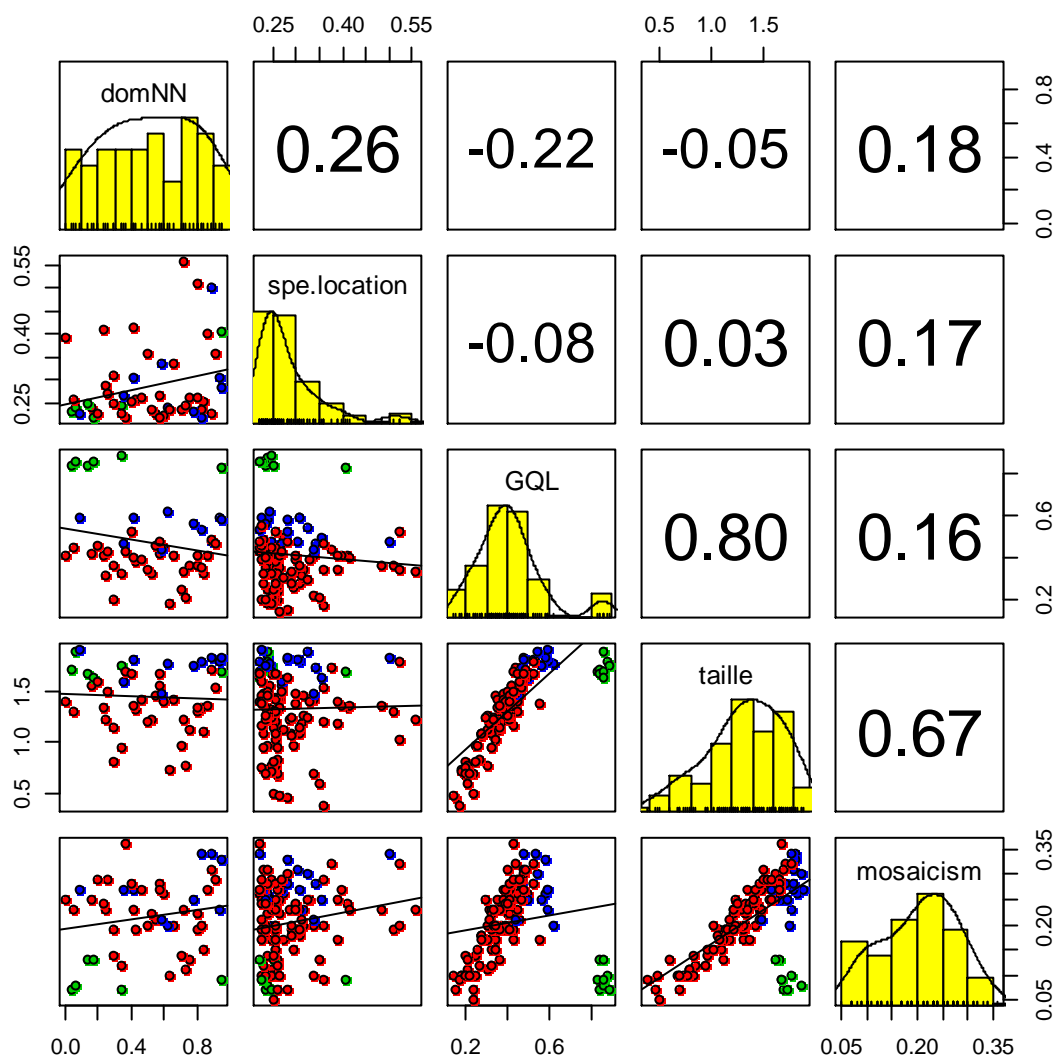 0.25 0.40 0.55 0.5 1.0 1.5
domNN 0.26 -0.22 -0.05 0.18 0.0 0.4 0.8
0.25 0.40 0.55 spe.location -0.08 0.03 0.17
GQL 0.80 0.16 0.2 0.6
0.5 1.0 1.5 taille 0.67
mosaicism 0.05 0.20 0.35
0.0 0.4 0.8 0.2 0.6 0.05 0.15 0.25 0.35